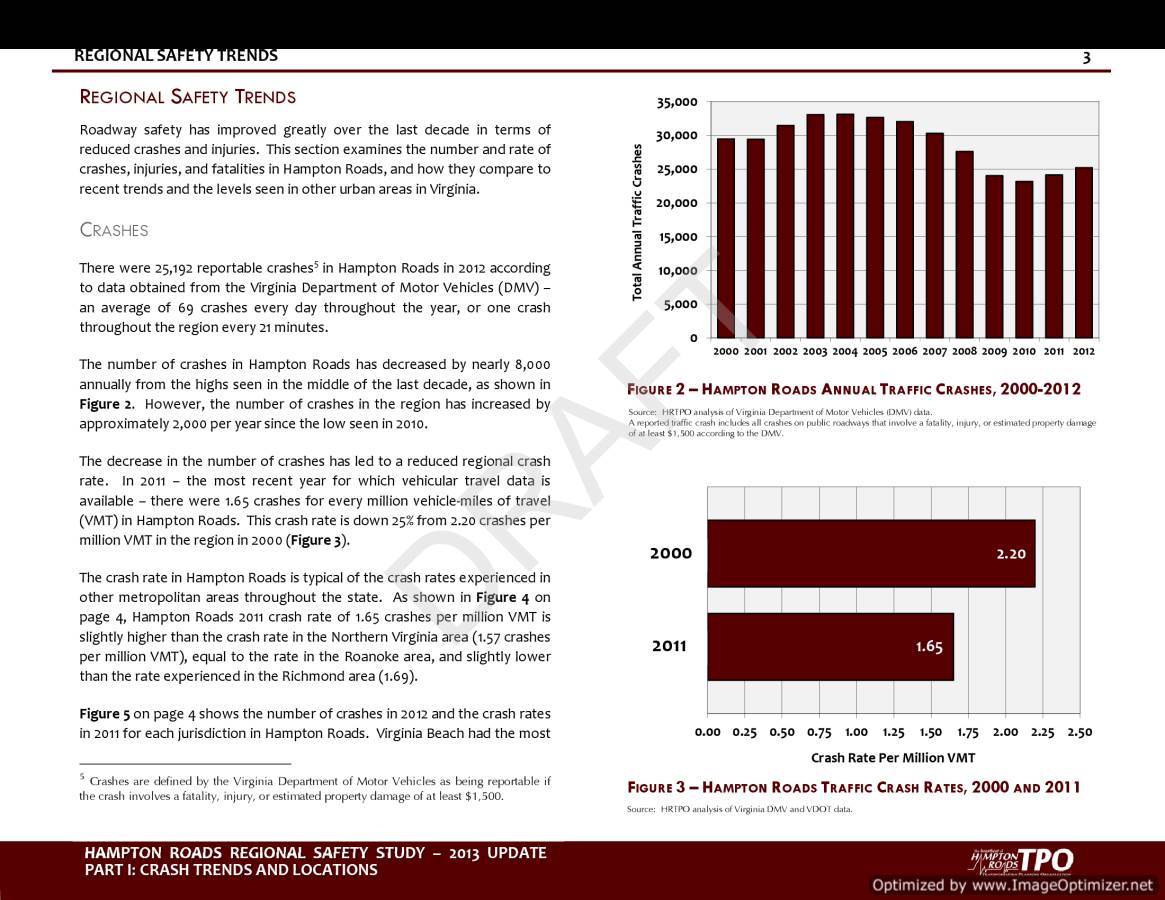 REGIONAL SAFETY TRENDS 3
REGIONAL SAFETY TRENDS
Roadway safety has improved greatly over the last decade in terms of
reduced crashes and injuries. This section examines the number and rate of
crashes, injuries, and fatalities in Hampton Roads, and how they compare to
recent trends and the levels seen in other urban areas in Virginia.
CRASHES
There were 25,192 reportable crashes5 in Hampton Roads in 2012 according
to data obtained from the Virginia Department of Motor Vehicles (DMV) –
an average of 69 crashes every day throughout the year, or one crash
throughout the region every 21 minutes.
The number of crashes in Hampton Roads has decreased by nearly 8,000
annually from the highs seen in the middle of the last decade, as shown in
Figure 2. However, the number of crashes in the region has increased by
approximately 2,000 per year since the low seen in 2010.
The decrease in the number of crashes has led to a reduced regional crash
rate. In 2011 – the most recent year for which vehicular travel data is
available – there were 1.65 crashes for every million vehicle-miles of travel
(VMT) in Hampton Roads. This crash rate is down 25% from 2.20 crashes per
million VMT in the region in 2000 (Figure 3).
The crash rate in Hampton Roads is typical of the crash rates experienced in
other metropolitan areas throughout the state. As shown in Figure 4 on
page 4, Hampton Roads 2011 crash rate of 1.65 crashes per million VMT is
slightly higher than the crash rate in the Northern Virginia area (1.57 crashes
per million VMT), equal to the rate in the Roanoke area, and slightly lower
than the rate experienced in the Richmond area (1.69).
Figure 5 on page 4 shows the number of crashes in 2012 and the crash rates
in 2011 for each jurisdiction in Hampton Roads. Virginia Beach had the most
5 Crashes are defined by the Virginia Department of Motor Vehicles as being reportable if
the crash involves a fatality, injury, or estimated property damage of at least $1,500.
DRAFT
Total Annual Traffic Crashes
35,000
30,000
25,000
20,000
15,000
10,000
5,000
0
2000 2001 2002 2003 2004 2005 2006 2007 2008 2009 2010 2011 2012
FIGURE 2 – HAMPTON ROADS ANNUAL TRAFFIC CRASHES, 2000-2012
Source: HRTPO analysis of Virginia Department of Motor Vehicles (DMV) data.
A reported traffic crash includes all crashes on public roadways that involve a fatality, injury, or estimated property damage
of at least $1,500 according to the DMV.
2000 2.20
2011 1.65
0.00 0.25 0.50 0.75 1.00 1.25 1.50 1.75 2.00 2.25 2.50
Crash Rate Per Million VMT
FIGURE 3 – HAMPTON ROADS TRAFFIC CRASH RATES, 2000 AND 2011
Source: HRTPO analysis of Virginia DMV and VDOT data.
HAMPTON ROADS REGIONAL SAFETY STUDY – 2013 UPDATE
PART I: CRASH TRENDS AND LOCATIONS
HAMPTON
ROADS TPO
Optimized by www.ImageOptimizer.net